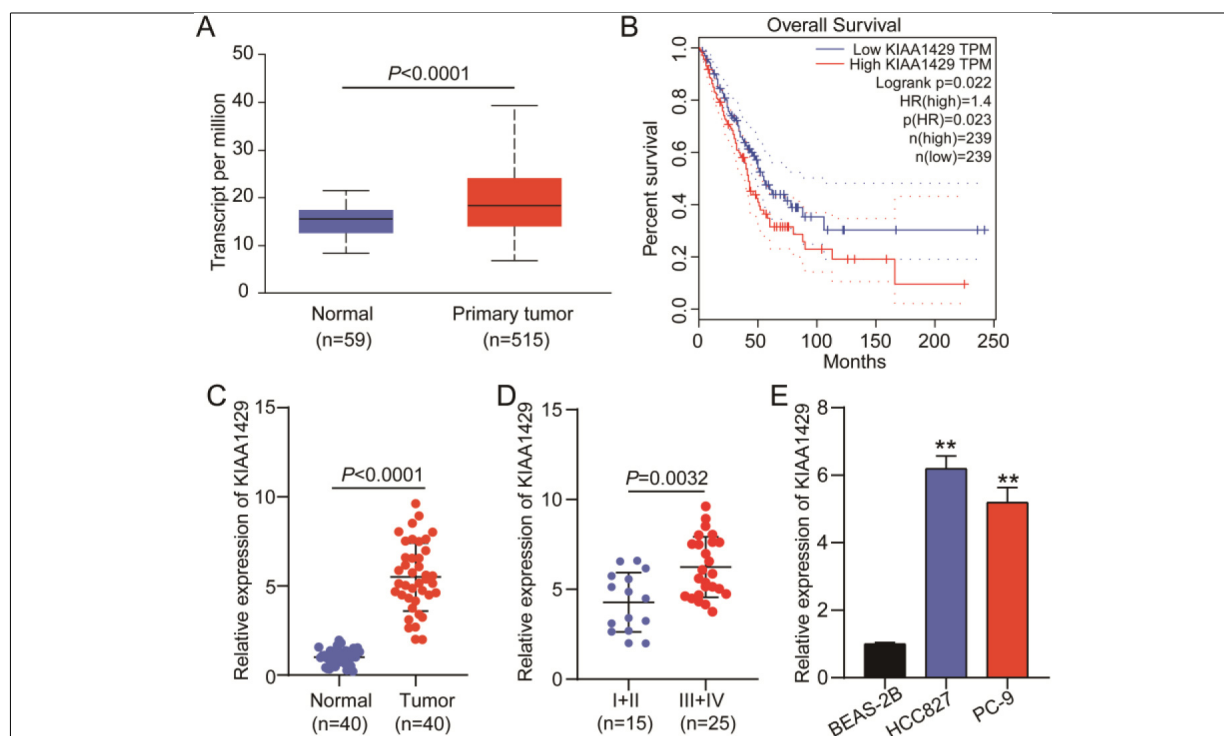 A
Transcript per million
50
40
30
20
10
0
P<0.0001
Normal
(n=59)
Primary tumor
(n=515)
B
Overall Survival
Percent survival
1.0
0.8
0.6
0.4
0.2
0.0
Low KIAA1429 TPM
High KIAA1429 TPM
Logrank p=0.022
HR(high)=1.4
p(HR)=0.023
n(high)=239
n(low)=239
0 50 100 150 200 250
Months
C
Relative expression of KIAA1429
15
10
5
0
P<0.0001
Normal
(n=40)
Tumor
(n=40)
D
Relative expression of KIAA1429
15
10
5
0
P=0.0032
I+II
(n=15)
III+IV
(n=25)
E
Relative expression of KIAA1429
8
6
4
2
0
**
**
BEAS-2B
HCC827
PC-9